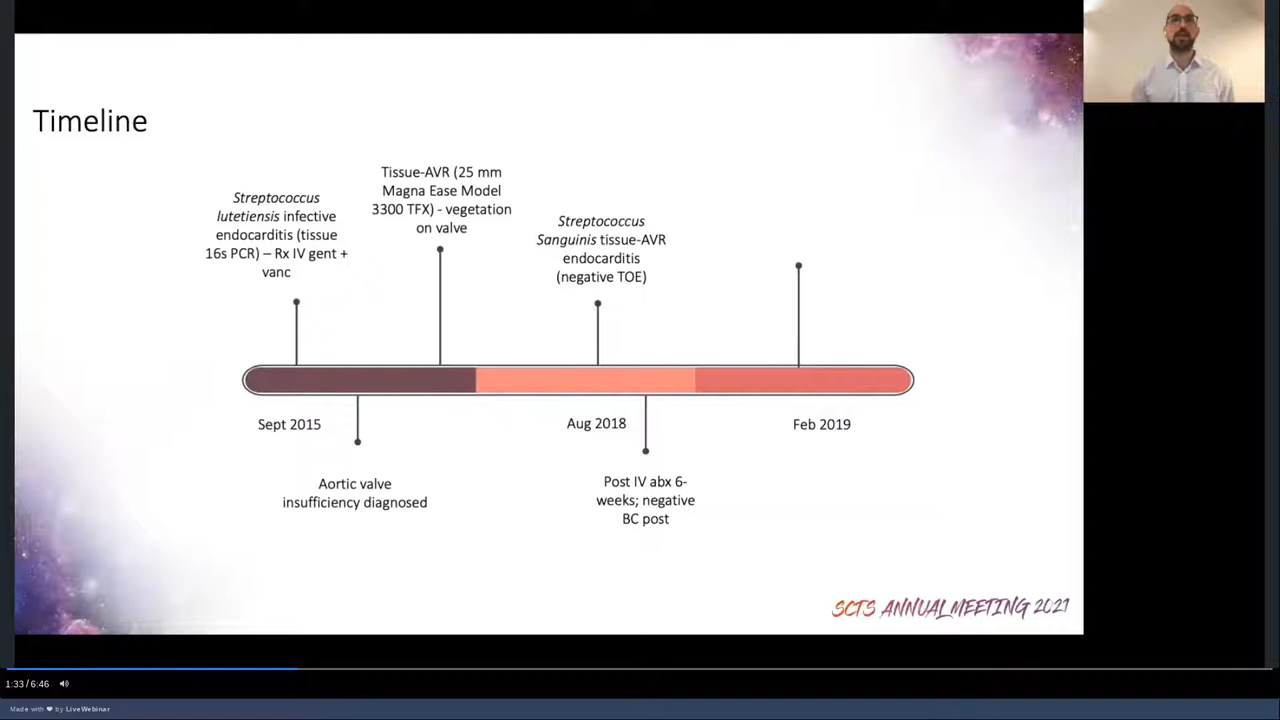 Timeline
Streptococcus
lutetiensis infective
endocarditis (tissue
16s PCR) – Rx IV gent +
vanc
Tissue-AVR (25 mm
Magna Ease Model
3300 TFX) - vegetation
on valve
Streptococcus
Sanguinis tissue-AVR
endocarditis
(negative TOE)
Sept 2015
Aug 2018
Feb 2019
Aortic valve
insufficiency diagnosed
Post IV abx 6-
weeks; negative
BC post
SCTS ANNUAL MEETING 2021
1:33 / 6:46
Made with ❤ by LiveWebinar